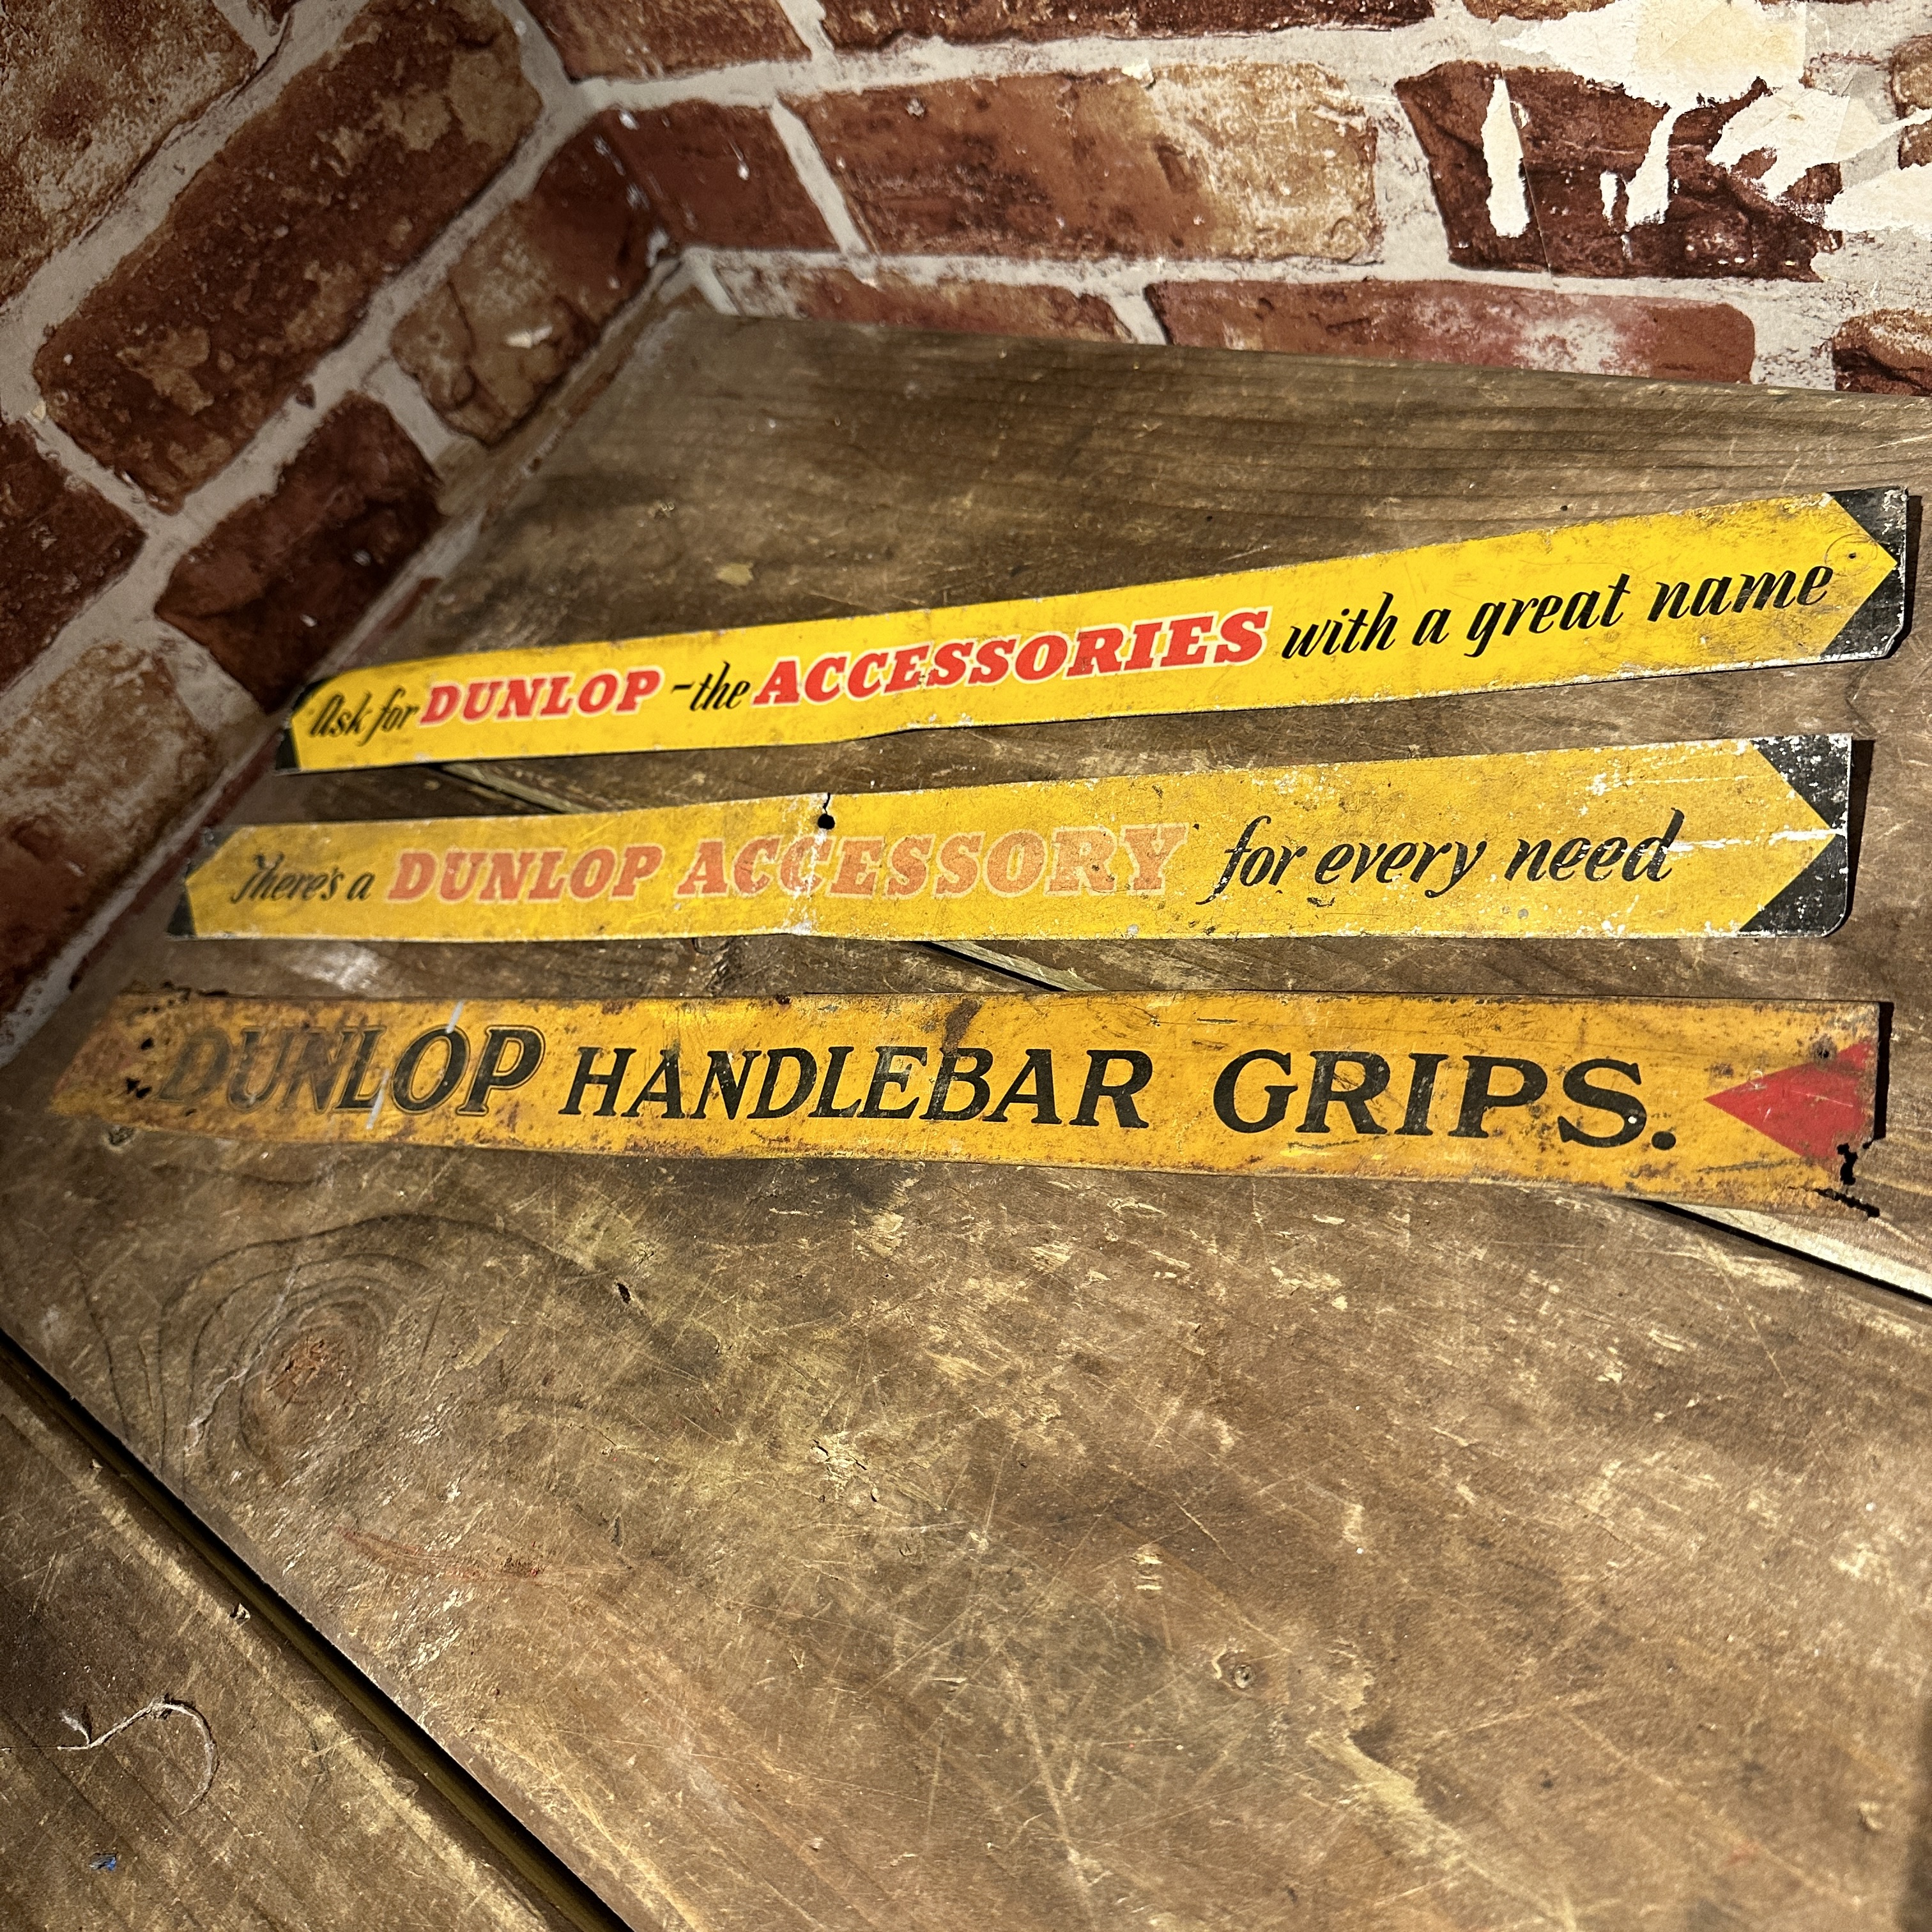 Ask for DUNLOP - the ACCESSORIES with a great name
There's a DUNLOP ACCESSORY for every need
DUNLOP HANDLEBAR GRIPS.